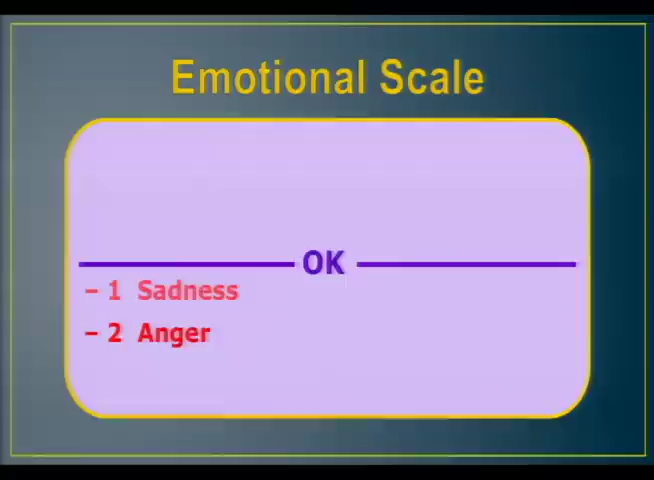 Emotional Scale
OK
– 1 Sadness
– 2 Anger